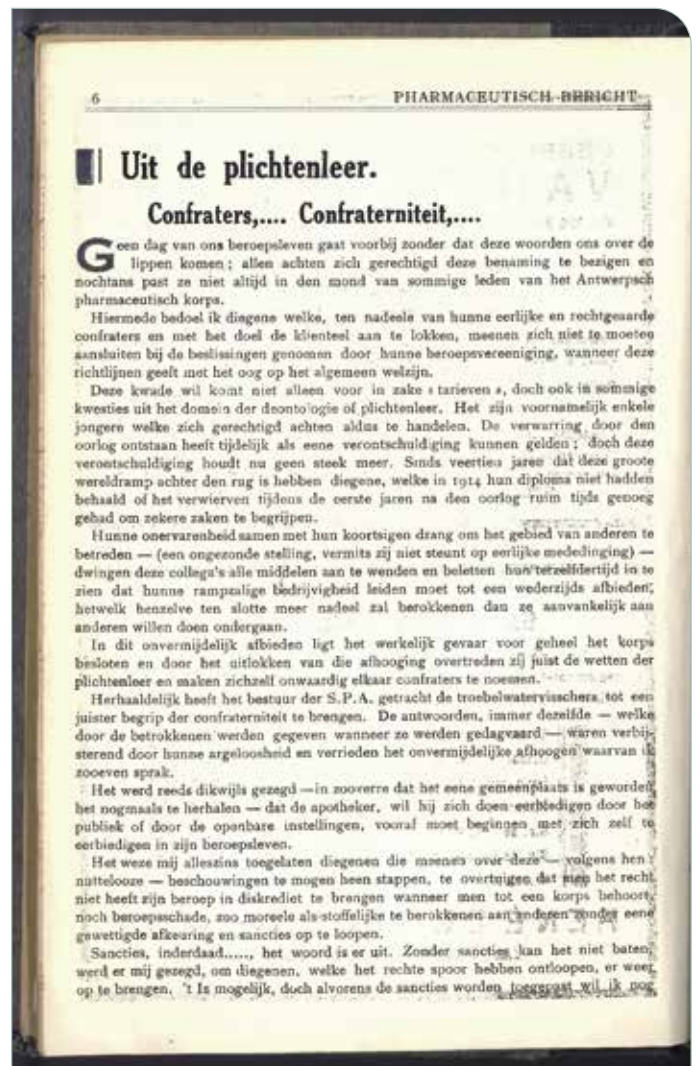 6 PHARMACEUTISCH BERICHT
Uit de plichtenleer.
Confraters,.... Confraterniteit,....
Geen dag van ons beroepsleven gaat voorbij zonder dat deze woorden ons over de
lippen komen; allen achten zich gerechtigd deze benaming te bezigen en
nochtans past ze niet altijd in den mond van sommige leden van het Antwerpsch
pharmaceutisch korps.
Hiermede bedoel ik diegene welke, ten nadeele van hunne eerlijke en rechtgeaarde
confraters en met het doel de klienteel aan te lokken, meenen zich niet te moeten
aansluiten bij de beslissingen genomen door hunne beroepsvereeniging, wanneer deze
richtlijnen geeft met het oog op het algemeen welzijn.
Deze kwade wil komt niet alleen voor in zake « tarieven », doch ook in sommige
kwesties uit het domein der deontologie of plichtenleer. Het zijn voornamelijk enkele
jongere welke zich gerechtigd achten aldus te handelen. De verwarring door den
oorlog ontstaan heeft tijdelijk als eene verontschuldiging kunnen gelden; doch deze
verontschuldiging houdt nu geen steek meer. Sinds veertien jaren dat deze groote
wereldramp achter den rug is hebben diegene, welke in 1914 hun diploma niet hadden
behaald of het verwierven tijdens de eerste jaren na den oorlog ruim tijds genoeg
gehad om zekere zaken te begrijpen.
Hunne onervarenheid samen met hun koortsigen drang om het gebied van anderen te
betreden — (een ongezonde stelling, vermits zij niet steunt op eerlijke mededinging) —
dwingen deze collega's alle middelen aan te wenden en beletten hun terzelfdertijd in te
zien dat hunne rampzalige bedrijvigheid leiden moet tot een wederzijds afbieden,
hetwelk henzelve ten slotte meer nadeel zal berokkenen dan ze aanvankelijk aan
anderen willen doen ondergaan.
In dit onvermijdelijk afbieden ligt het werkelijk gevaar voor geheel het korps
besloten en door het uitlokken van die afhooging overtreden zij juist de wetten der
plichtenleer en maken zichzelf onwaardig elkaar confraters te noemen.
Herhaaldelijk heeft het bestuur der S.P.A. getracht de troebelwatervisschers tot een
juister begrip der confraterniteit te brengen. De antwoorden, immer dezelfde — welke
door de betrokkenen werden gegeven wanneer ze werden gedagvaard — waren verbij-
sterend door hunne argeloosheid en verrieden het onvermijdelijke afhoogen waarvan ik
zooeven sprak.
Het werd reeds dikwijls gezegd — in zooverre dat het eene gemeenplaats is geworden
het nogmaals te herhalen — dat de apotheker, wil hij zich doen eerbiedigen door het
publiek of door de openbare instellingen, vooraf moet beginnen met zich zelf te
eerbiedigen in zijn beroepsleven.
Het weze mij alleszins toegelaten diegenen die meenen over deze — volgens hen
nuttelooze — beschouwingen te mogen heen stappen, te overtuigen dat men het recht
niet heeft zijn beroep in diskrediet te brengen wanneer men tot een korps behoort,
noch beroepsschade, zoo moreele als stoffelijke te berokkenen aan anderen zonder eene
gewettigde afkeuring en sancties op te loopen.
Sancties, inderdaad....., het woord is er uit. Zonder sancties kan het niet baten,
werd er mij gezegd, om diegenen, welke het rechte spoor hebben ontloopen, er weer
op te brengen. 't Is mogelijk, doch alvorens de sancties worden toegepast wil ik nog